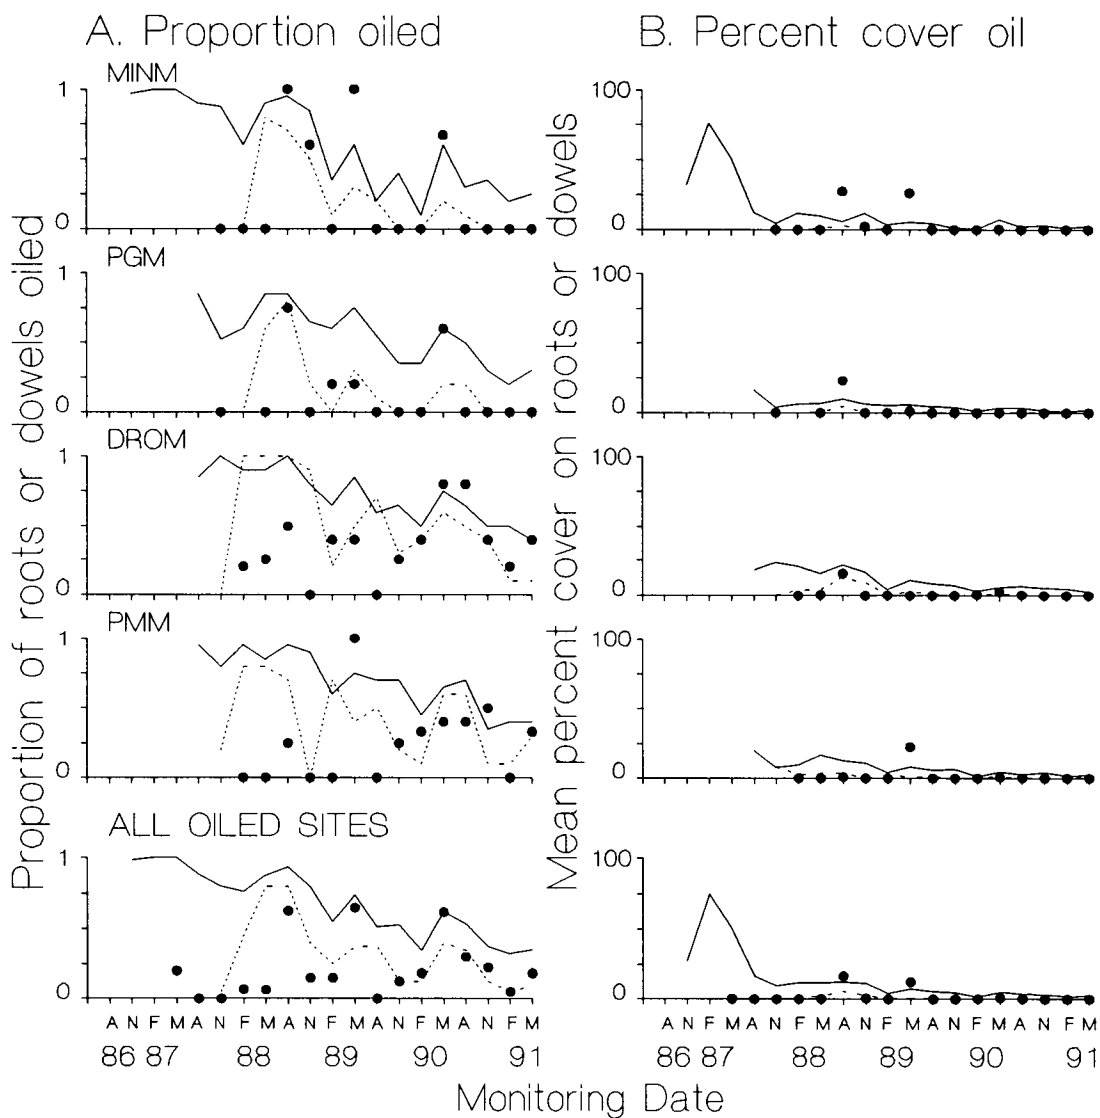 A. Proportion oiled
B. Percent cover oil
Proportion of roots or dowels oiled
Mean percent cover on roots or dowels
MINM
1
0
100
0
PGM
1
0
100
0
DROM
1
0
100
0
PMM
1
0
100
0
ALL OILED SITES
1
0
100
0
A N F M A N F M A N F M A N F M A N F M
A N F M A N F M A N F M A N F M A N F M
86 87 88 89 90 91
86 87 88 89 90 91
Monitoring Date